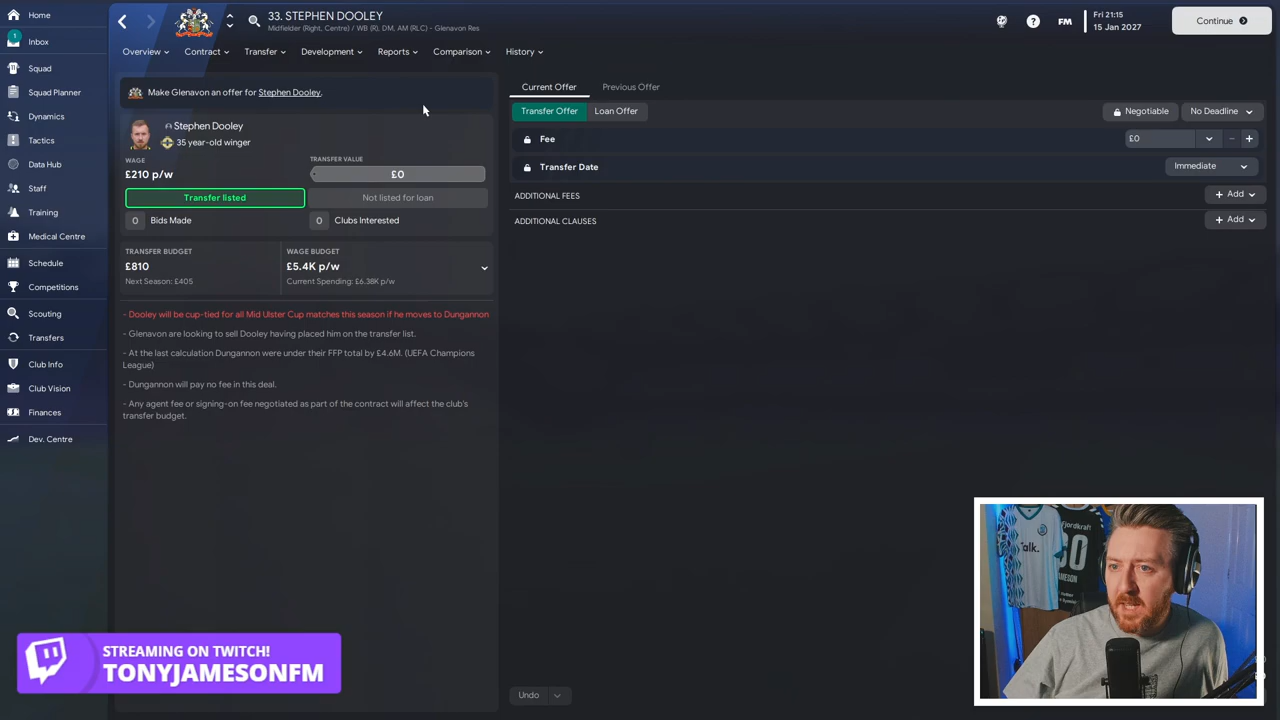 Home
1
Inbox
Squad
Squad Planner
Dynamics
Tactics
Data Hub
Staff
Training
Medical Centre
Schedule
Competitions
Scouting
Transfers
Club Info
Club Vision
Finances
Dev. Centre
33. STEPHEN DOOLEY
Midfielder (Right, Centre) / WB (R), DM, AM (RLC) - Glenavon Res
FM
Fri 21:15
15 Jan 2027
Continue
Overview
Contract
Transfer
Development
Reports
Comparison
History
Make Glenavon an offer for Stephen Dooley.
Stephen Dooley
35 year-old winger
WAGE
£210 p/w
TRANSFER VALUE
£0
Transfer listed
Not listed for loan
0 Bids Made
0 Clubs Interested
TRANSFER BUDGET
£810
Next Season: £405
WAGE BUDGET
£5.4K p/w
Current Spending: £6.38K p/w
- Dooley will be cup-tied for all Mid Ulster Cup matches this season if he moves to Dungannon
- Glenavon are looking to sell Dooley having placed him on the transfer list.
- At the last calculation Dungannon were under their FFP total by £4.6M. (UEFA Champions
League)
- Dungannon will pay no fee in this deal.
- Any agent fee or signing-on fee negotiated as part of the contract will affect the club's
transfer budget.
Current Offer
Previous Offer
Transfer Offer
Loan Offer
Negotiable
No Deadline
Fee
£0
Transfer Date
Immediate
ADDITIONAL FEES
+ Add
ADDITIONAL CLAUSES
+ Add
Undo
Talk.
Fjordkraft
JAMESON
STREAMING ON TWITCH!
TONYJAMESONFM